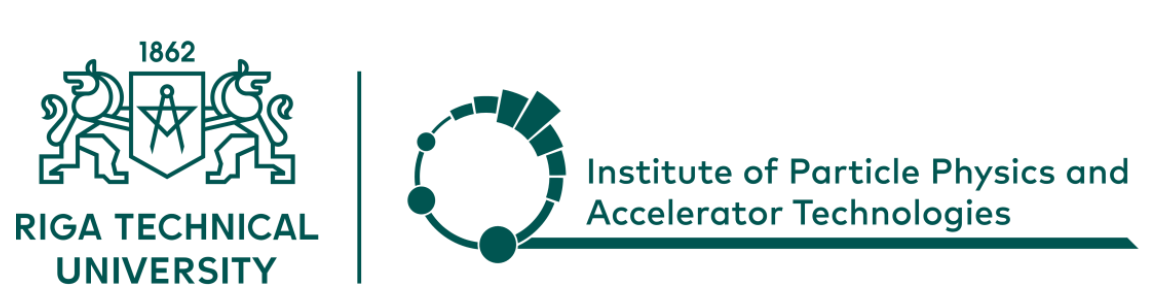 1862
RIGA TECHNICAL
UNIVERSITY
Institute of Particle Physics and
Accelerator Technologies